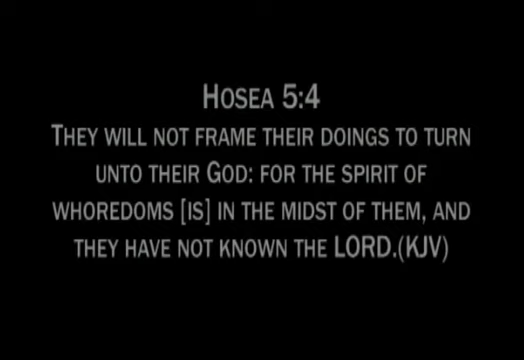 Hosea 5:4
They will not frame their doings to turn
unto their God: for the spirit of
whoredoms [is] in the midst of them, and
they have not known the LORD.(KJV)